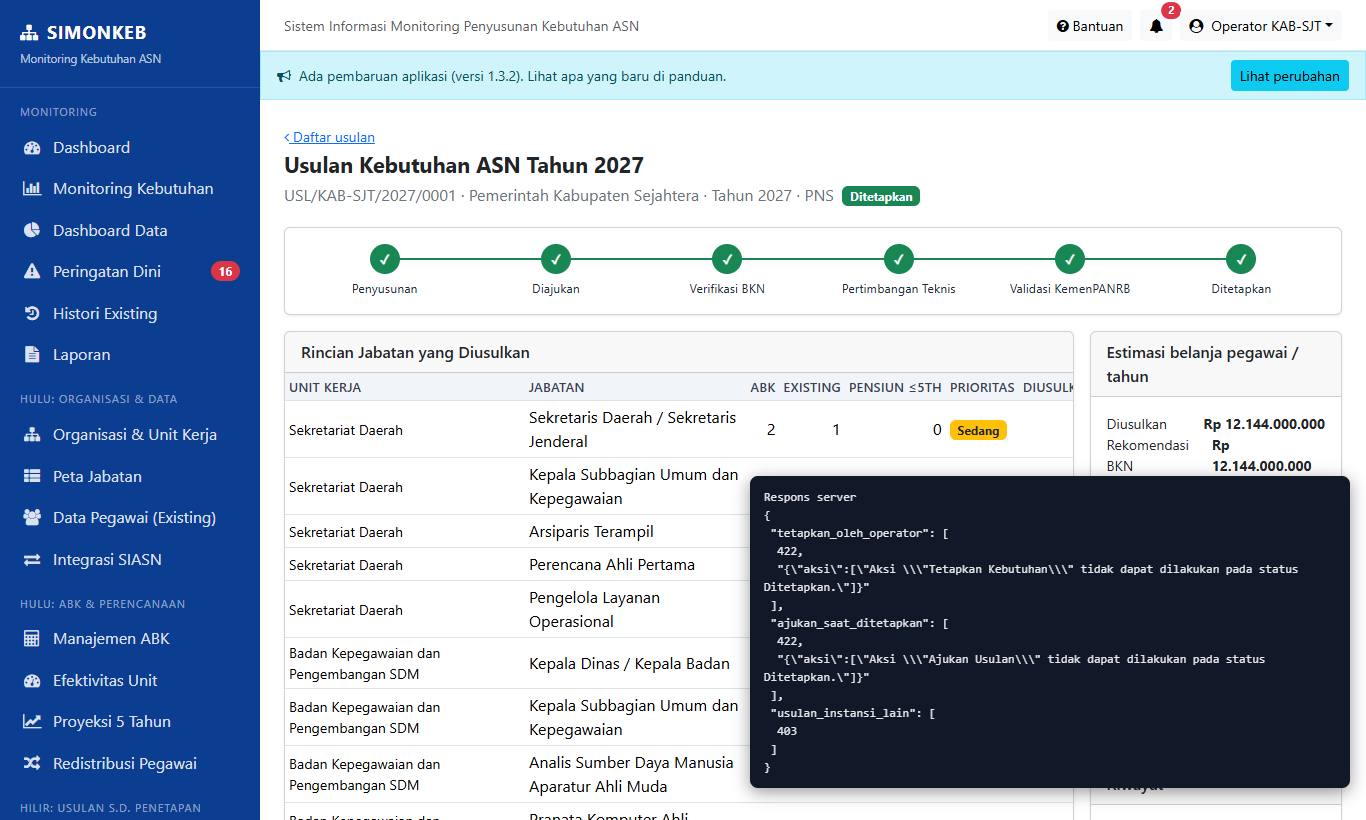 SIMONKEB
Monitoring Kebutuhan ASN
MONITORING
Dashboard
Monitoring Kebutuhan
Dashboard Data
Peringatan Dini 16
Histori Existing
Laporan
HULU: ORGANISASI & DATA
Organisasi & Unit Kerja
Peta Jabatan
Data Pegawai (Existing)
Integrasi SIASN
HULU: ABK & PERENCANAAN
Manajemen ABK
Efektivitas Unit
Proyeksi 5 Tahun
Redistribusi Pegawai
HILIR: USULAN S.D. PENETAPAN
Sistem Informasi Monitoring Penyusunan Kebutuhan ASN
Bantuan
2
Operator KAB-SJT
Ada pembaruan aplikasi (versi 1.3.2). Lihat apa yang baru di panduan.
Lihat perubahan
Daftar usulan
Usulan Kebutuhan ASN Tahun 2027
USL/KAB-SJT/2027/0001 · Pemerintah Kabupaten Sejahtera · Tahun 2027 · PNS Ditetapkan
Penyusunan Diajukan Verifikasi BKN Pertimbangan Teknis Validasi KemenPANRB Ditetapkan
Rincian Jabatan yang Diusulkan
UNIT KERJA JABATAN ABK EXISTING PENSIUN ≤5TH PRIORITAS DIUSULK
Sekretariat Daerah Sekretaris Daerah / Sekretaris
Jenderal 2 1 0 Sedang
Sekretariat Daerah Kepala Subbagian Umum dan
Kepegawaian
Sekretariat Daerah Arsiparis Terampil
Sekretariat Daerah Perencana Ahli Pertama
Sekretariat Daerah Pengelola Layanan
Operasional
Badan Kepegawaian dan
Pengembangan SDM Kepala Dinas / Kepala Badan
Badan Kepegawaian dan
Pengembangan SDM Kepala Subbagian Umum dan
Kepegawaian
Badan Kepegawaian dan
Pengembangan SDM Analis Sumber Daya Manusia
Aparatur Ahli Muda
Badan Kepegawaian dan Pranata Komputer Ahli
Estimasi belanja pegawai /
tahun
Diusulkan Rp 12.144.000.000
Rekomendasi Rp
BKN 12.144.000.000
Respons server
{
"tetapkan_oleh_operator": [
422,
"{\"aksi\":[\"Aksi \\\"Tetapkan Kebutuhan\\\" tidak dapat dilakukan pada status
Ditetapkan.\"]}"
],
"ajukan_saat_ditetapkan": [
422,
"{\"aksi\":[\"Aksi \\\"Ajukan Usulan\\\" tidak dapat dilakukan pada status
Ditetapkan.\"]}"
],
"usulan_instansi_lain": [
403
]
}
Riwayat